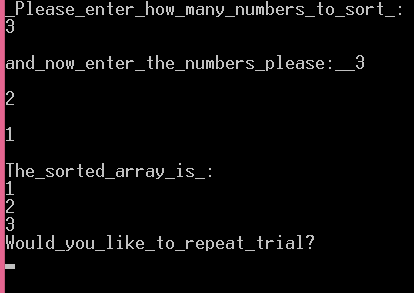 _Please_enter_how_many_numbers_to_sort_:
3
and_now_enter_the_numbers_please:__3
2
1
The_sorted_array_is_:
1
2
3
Would_you_like_to_repeat_trial?